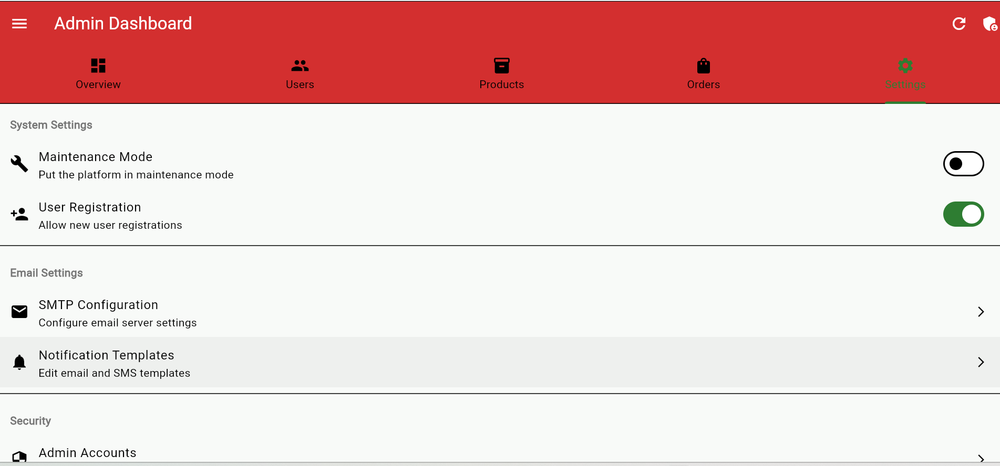 Admin Dashboard
Overview
Users
Products
Orders
Settings
System Settings
Maintenance Mode
Put the platform in maintenance mode
User Registration
Allow new user registrations
Email Settings
SMTP Configuration
Configure email server settings
Notification Templates
Edit email and SMS templates
Security
Admin Accounts